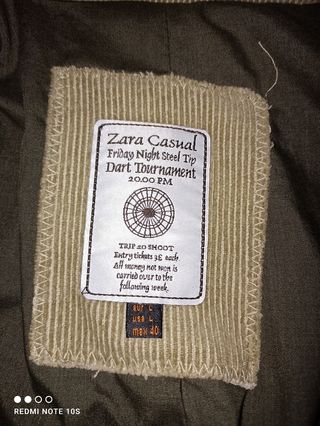 Zara Casual
Friday Night Steel Tip
Dart Tournament
20.00 PM
TRIP 20 SHOOT
Entry tickets 3£ each.
All money not won is
carried over to the
following week.
EUR L
USA L
MEX 40
REDMI NOTE 10S